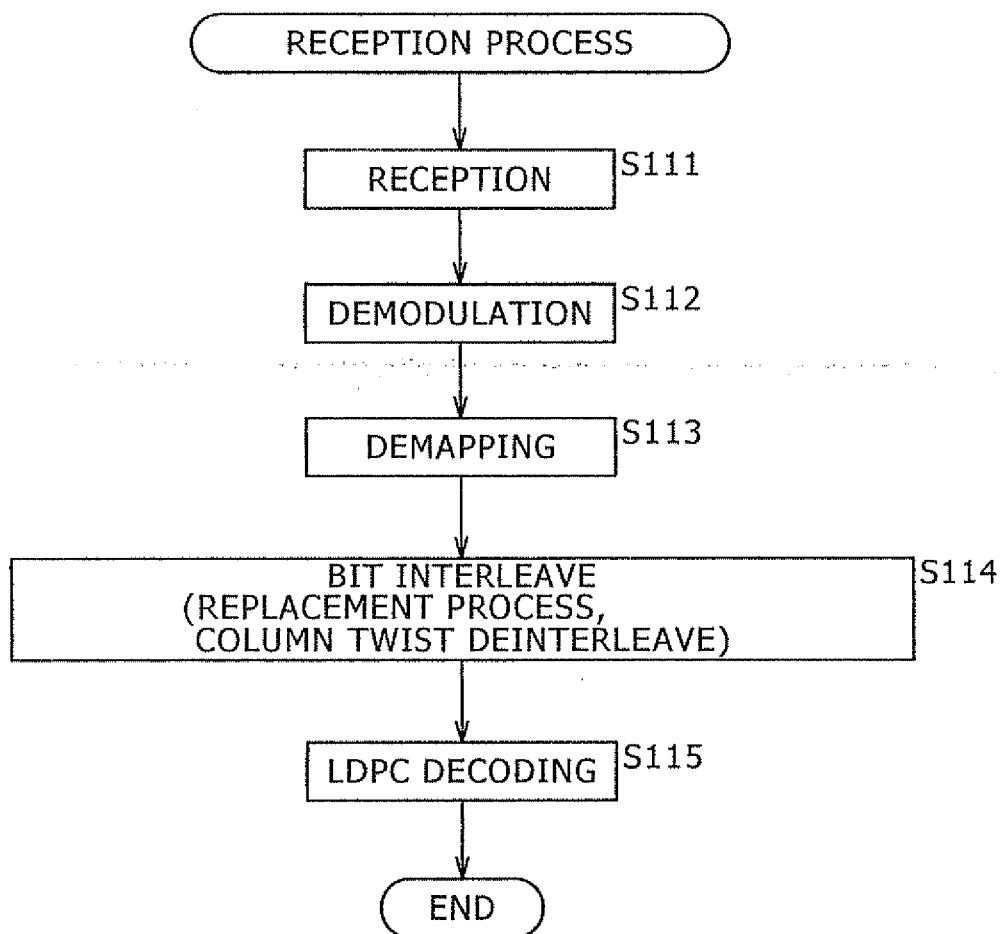 RECEPTION PROCESS
RECEPTION
S111
DEMODULATION
S112
DEMAPPING
S113
BIT INTERLEAVE
(REPLACEMENT PROCESS,
COLUMN TWIST DEINTERLEAVE)
S114
LDPC DECODING
S115
END